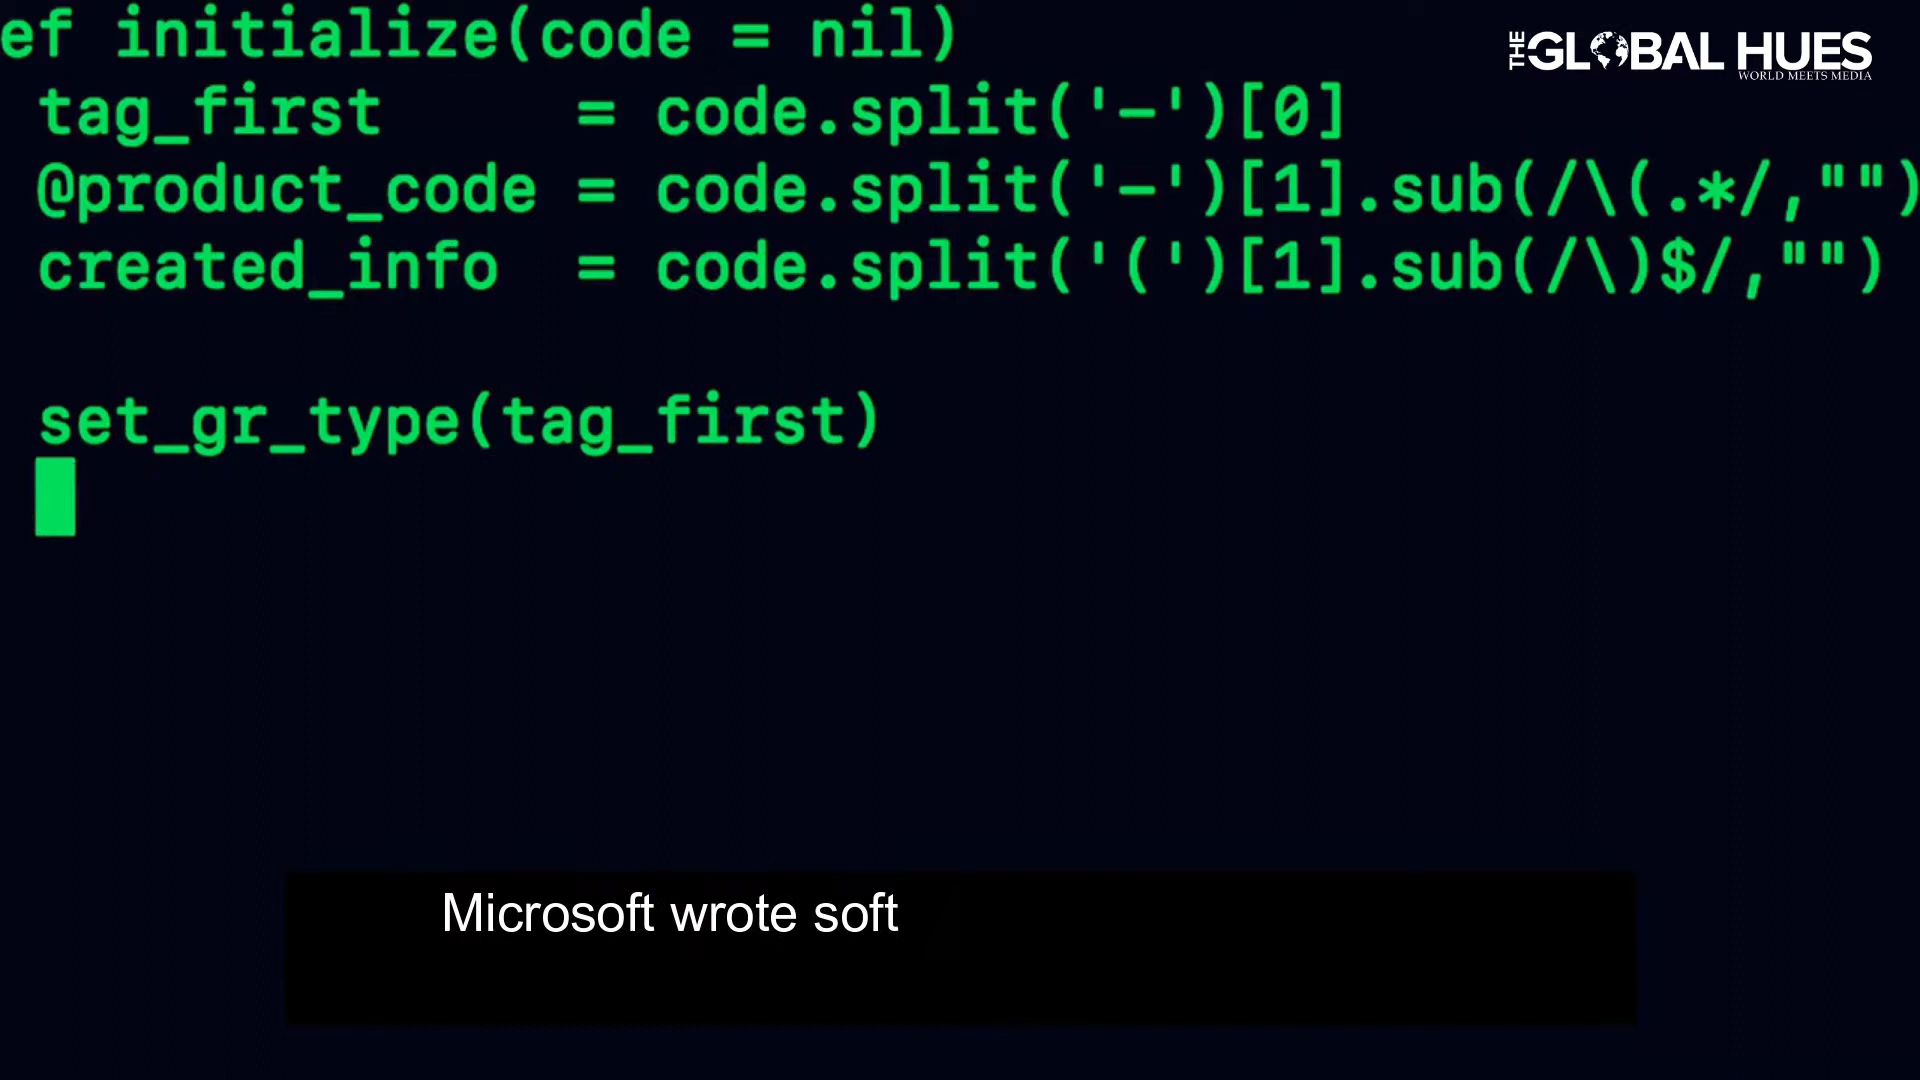 ef initialize(code = nil)
THE GLOBAL HUES
WORLD MEETS MEDIA
tag_first = code.split('-')[0]
@product_code = code.split('-')[1].sub(/\(.*/,"")
created_info = code.split('(')[1].sub(/\)$/,"")
set_gr_type(tag_first)
Microsoft wrote soft